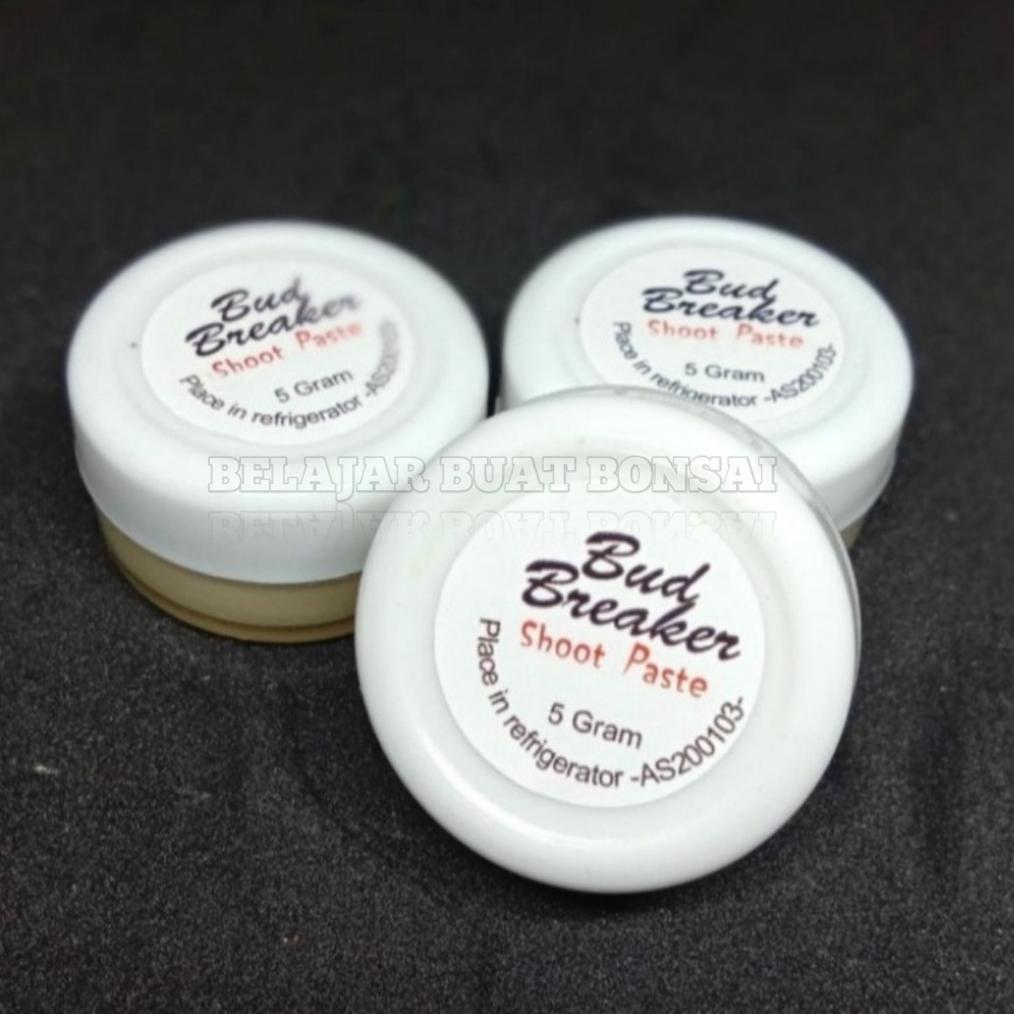 Bud
Breaker
Shoot Paste
5 Gram
Place in refrigerator -AS200103-
Bud
Breaker
Shoot Paste
5 Gram
Place in refrigerator -AS200103-
BELAJAR BUAT BONSAI
Bud
Breaker
Shoot Paste
5 Gram
Place in refrigerator -AS200103-